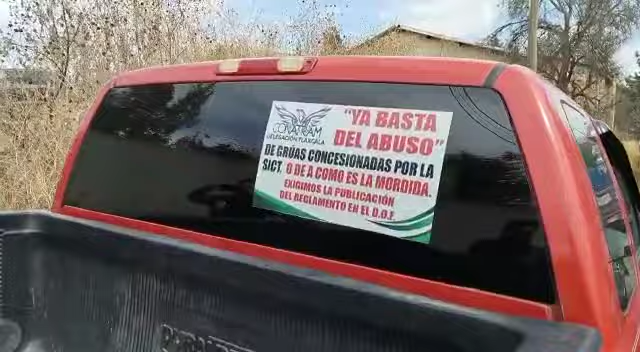 CONATRAM
DELEGACIÓN TLAXCALA
"YA BASTA
DEL ABUSO"
DE GRÚAS CONCESIONADAS POR LA
SICT. O DE A COMO ES LA MORDIDA.
EXIGIMOS LA PUBLICACIÓN
DEL REGLAMENTO EN EL D.O.F.